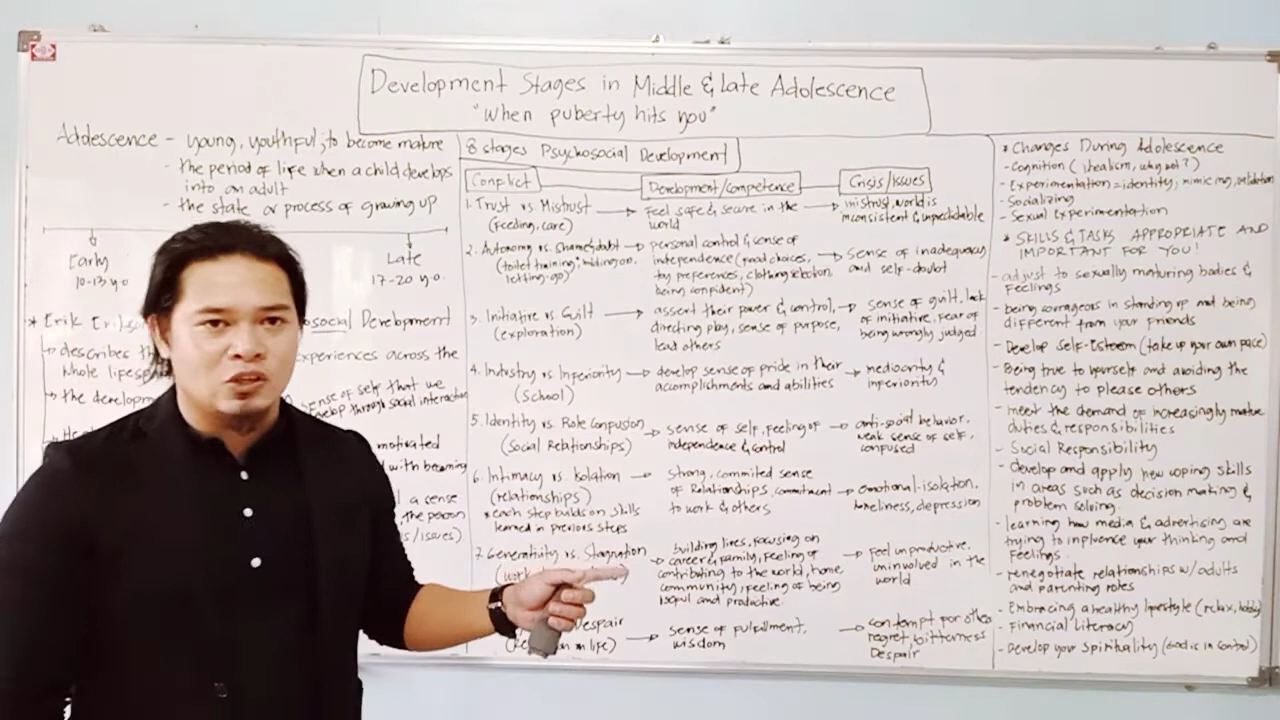 Development Stages in Middle & Late Adolescence
"When puberty hits you"
Adolescence - young, youthful, to become mature
- the period of life when a child develops
into an adult
- the state or process of growing up
Early
10-13 y.o
Late
17-20 y.o.
* Erik Erikson osocial Development
describes th experiences across the
whole lifesp
the developm sense of self that we
develop through social interaction
motivated
d with becoming
a sense
, the person
s/issues)
8 stages Psychosocial Development
Conflict
Development/competence
Crisis/Issues
1. Trust vs Mistrust
(feeding, care)
feel safe & secure in the
world
mistrust, world is
inconsistent & unpredictable
2. Autonomy vs. Shame & dubt
(toilet training, holding on,
letting-go)
personal control & sense of
independence (food choices,
toy preferences, clothing selection,
being confident)
sense of inadequacy
and self-doubt
3. Initiative vs Guilt
(exploration)
assert their power & control,
directing play, sense of purpose,
lead others
sense of guilt, lack
of initiative, fear of
being wrongly judged
4. Industry vs Inferiority
(School)
develop sense of pride in their
accomplishments and abilities
mediocrity &
inferiority
5. Identity vs. Role Confusion
(Social Relationships)
sense of self, feeling of
independence & control
anti-social behavior,
weak sense of self,
confused
6. Intimacy vs. Isolation
(relationships)
* each step builds on skills
learned in previous steps
strong, commited sense
of Relationships, commitment
to work & others
emotional-isolation,
loneliness, depression
7. Generativity vs. Stagnation
(work
building lives, focusing on
career & family, feeling of
contributing to the world, home,
community, feeling of being
useful and productive.
feel unproductive,
uninvolved in the
world
Despair
on life)
sense of fulfillment,
wisdom
contempt for others
regret, bitterness
Despair
* Changes During Adolescence
- Cognition (idealism, why not?)
- Experimentation = identity, mimicing, validation
- Socializing
- Sexual Experimentation
* SKILLS & TASKS APPROPRIATE AND
IMPORTANT FOR YOU!
- adjust to sexually maturing bodies &
feelings
- being courageous in standing up and being
different from your friends
- Develop Self-Esteem (take up your own pace)
- Being true to yourself and avoiding the
tendency to please others
- meet the demand of increasingly mature
duties & responsibilities
- Social Responsibility
- develop and apply new coping skills
in areas such as decision making &
problem solving.
- learning how media & advertising are
trying to influence your thinking and
feelings
- renegotiate relationships w/ adults
and parenting roles
- Embracing a healthy lifestyle (relax, hobby)
- Financial Literacy
- Develop your Spirituality (God is in Control)